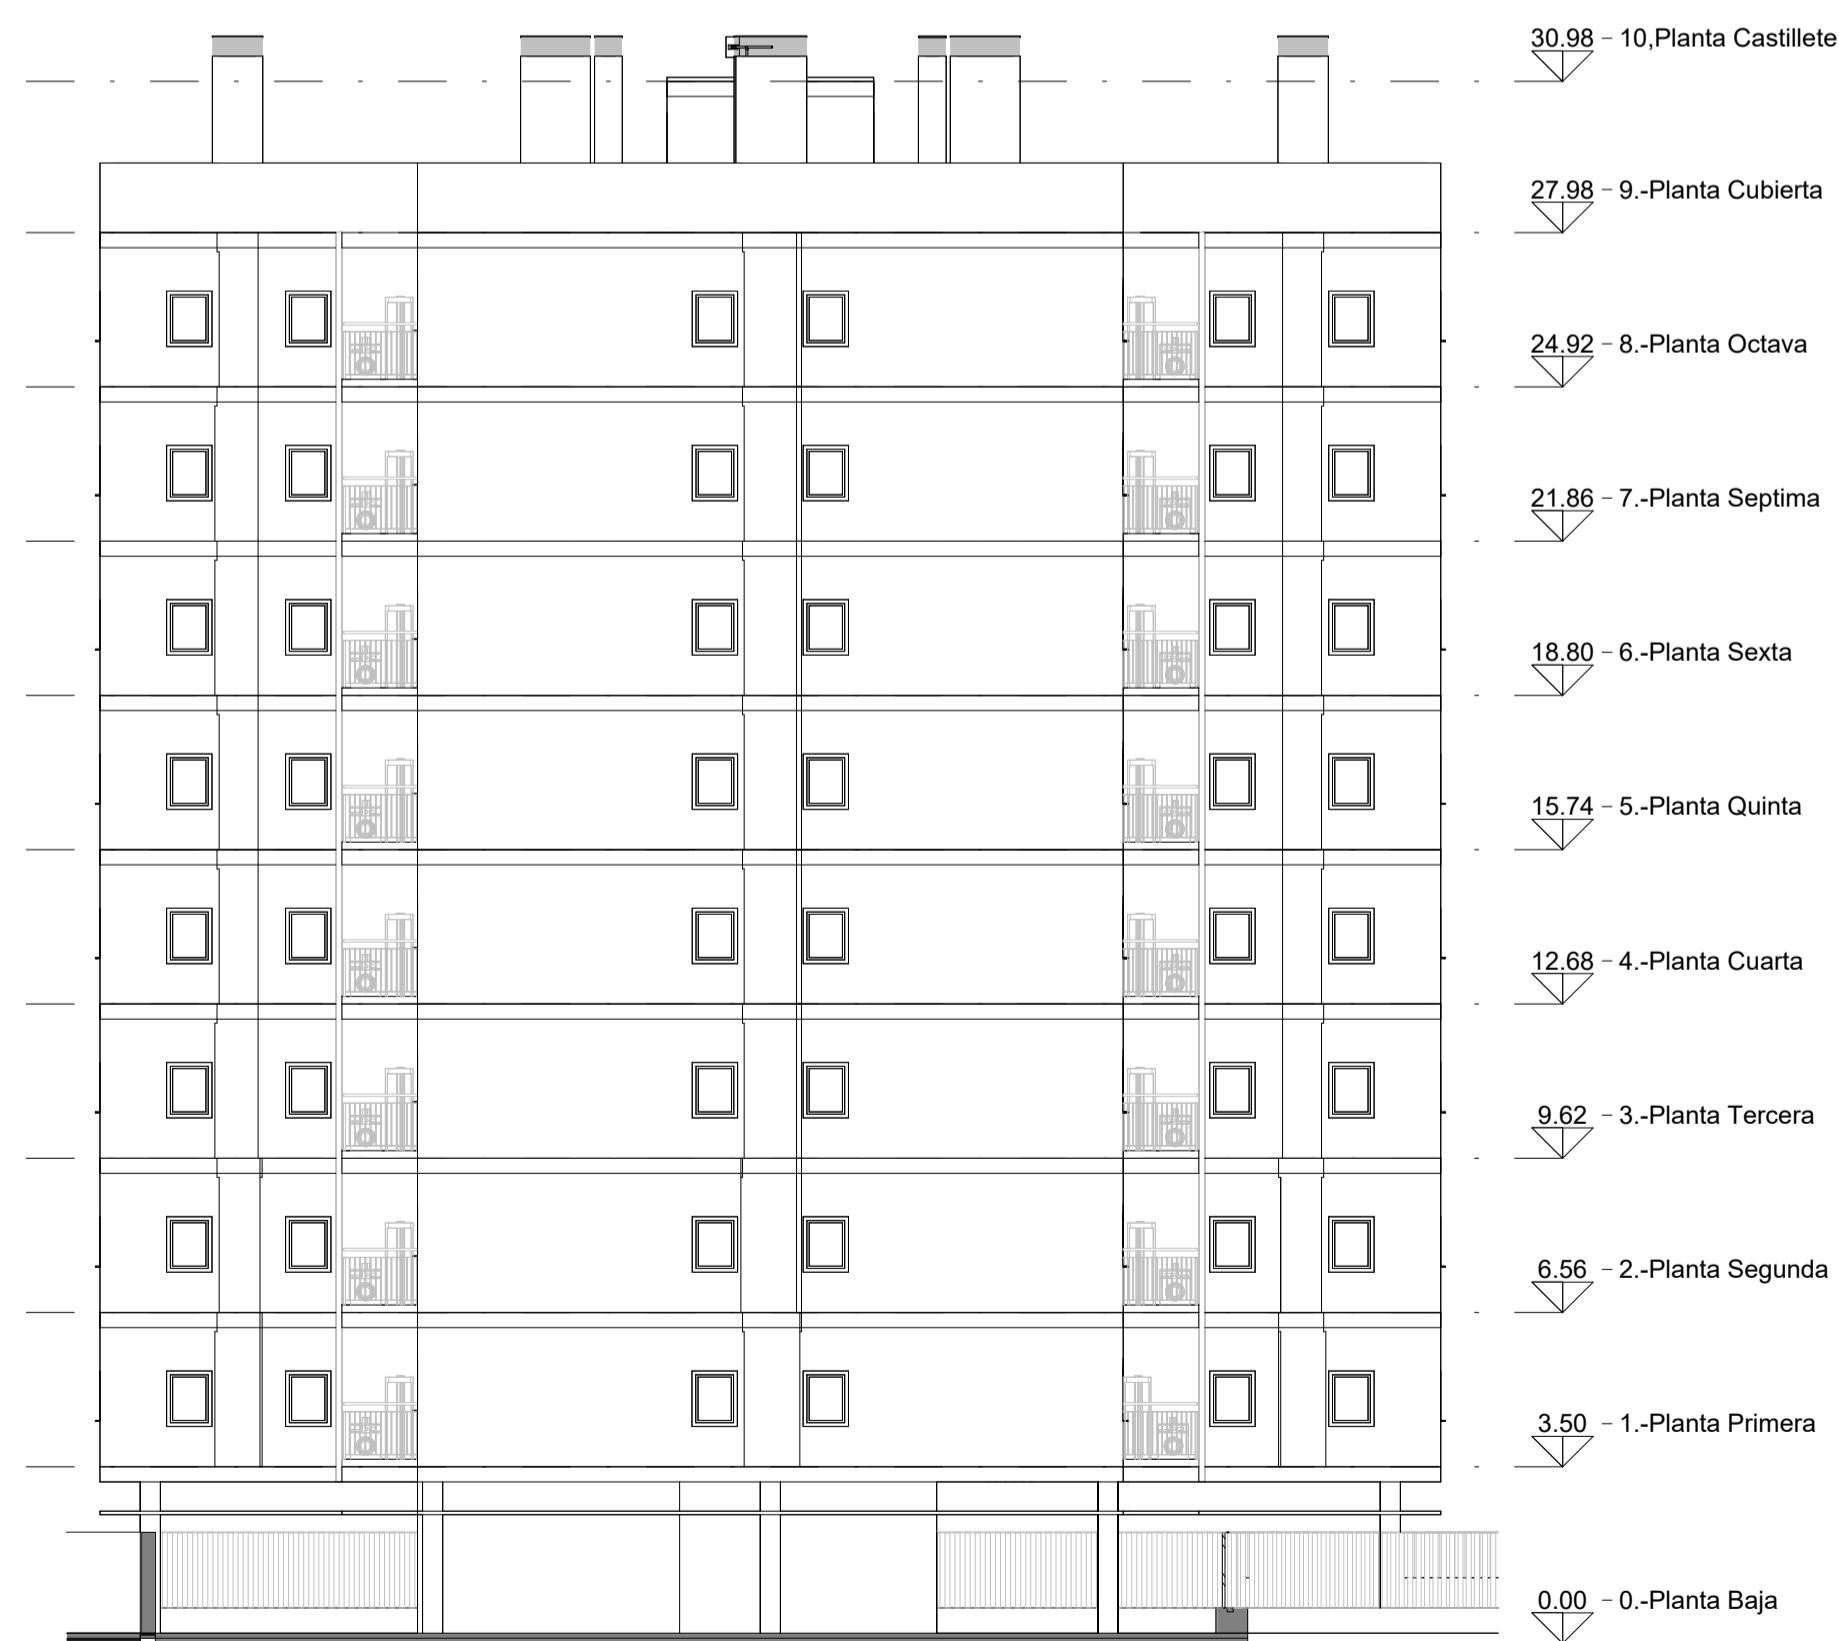 30.98 - 10,Planta Castillete
27.98 - 9.-Planta Cubierta
24.92 - 8.-Planta Octava
21.86 - 7.-Planta Septima
18.80 - 6.-Planta Sexta
15.74 - 5.-Planta Quinta
12.68 - 4.-Planta Cuarta
9.62 - 3.-Planta Tercera
6.56 - 2.-Planta Segunda
3.50 - 1.-Planta Primera
0.00 - 0.-Planta Baja